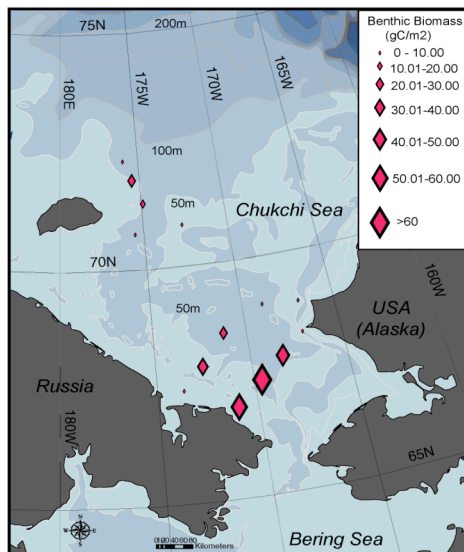 75N
200m
180E
175W
170W
165W
Benthic Biomass
(gC/m2)
0 - 10.00
10.01-20.00
20.01-30.00
30.01-40.00
40.01-50.00
50.01-60.00
>60
100m
50m
Chukchi Sea
70N
160W
50m
USA
(Alaska)
Russia
180W
175W
170W
65N
N
W
E
S
Bering Sea
Kilometers